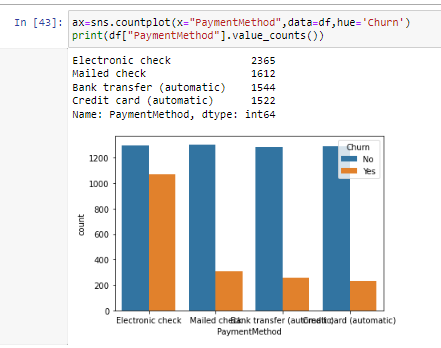 In [43]: ax=sns.countplot(x="PaymentMethod",data=df,hue='Churn')
print(df["PaymentMethod"].value_counts())
Electronic check 2365
Mailed check 1612
Bank transfer (automatic) 1544
Credit card (automatic) 1522
Name: PaymentMethod, dtype: int64
Churn
No
Yes
1200
1000
800
600
400
200
0
count
Electronic check Mailed check Bank transfer (automatic) Credit card (automatic)
PaymentMethod